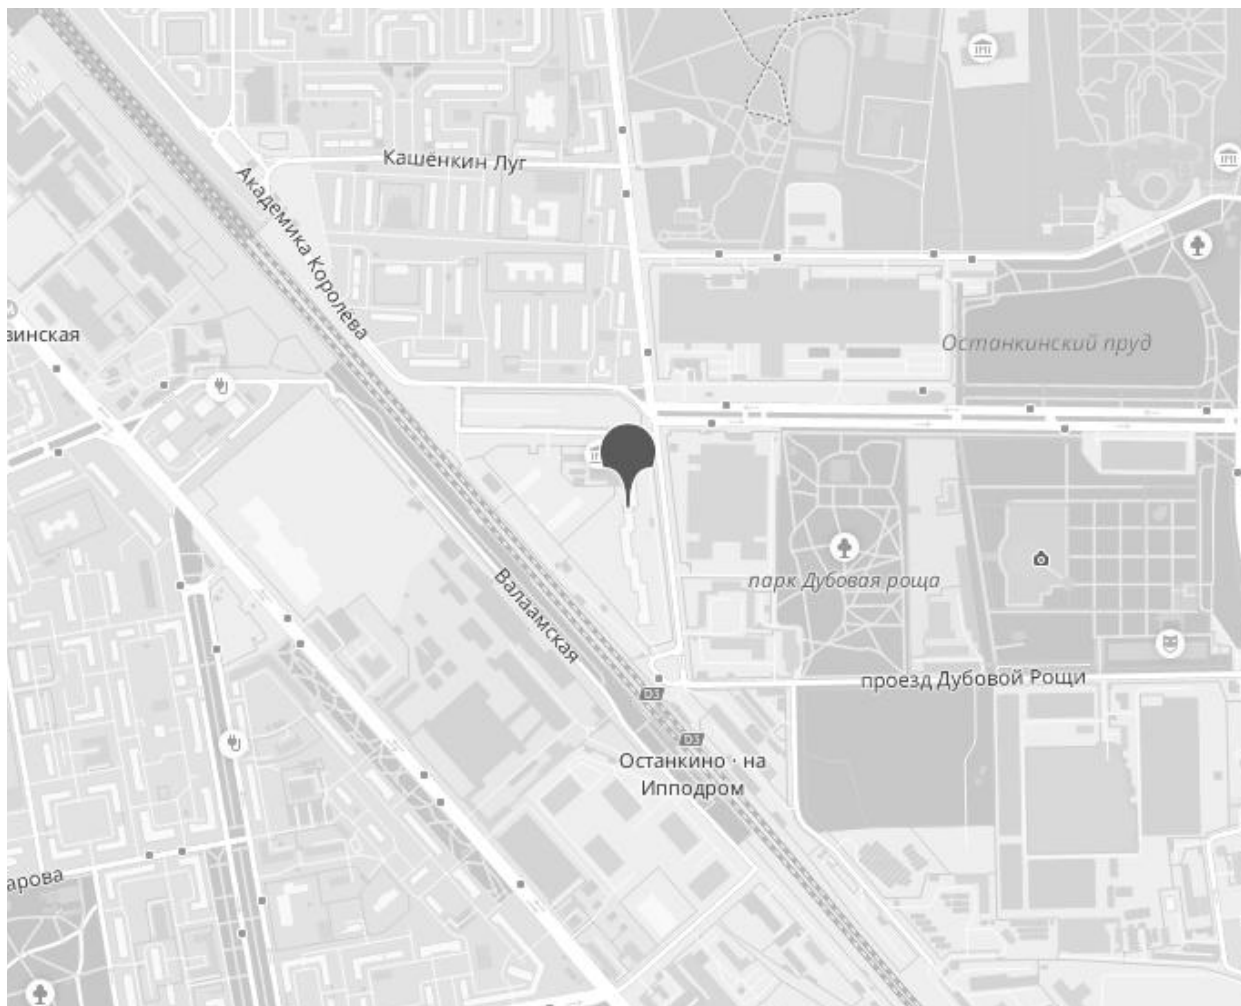 Кашёнкин Луг
Академика Королёва
зинская
Останкинский пруд
парк Дубовая роща
Валаамская
проезд Дубовой Рощи
D3
D3
Останкино · на
Ипподром
арова